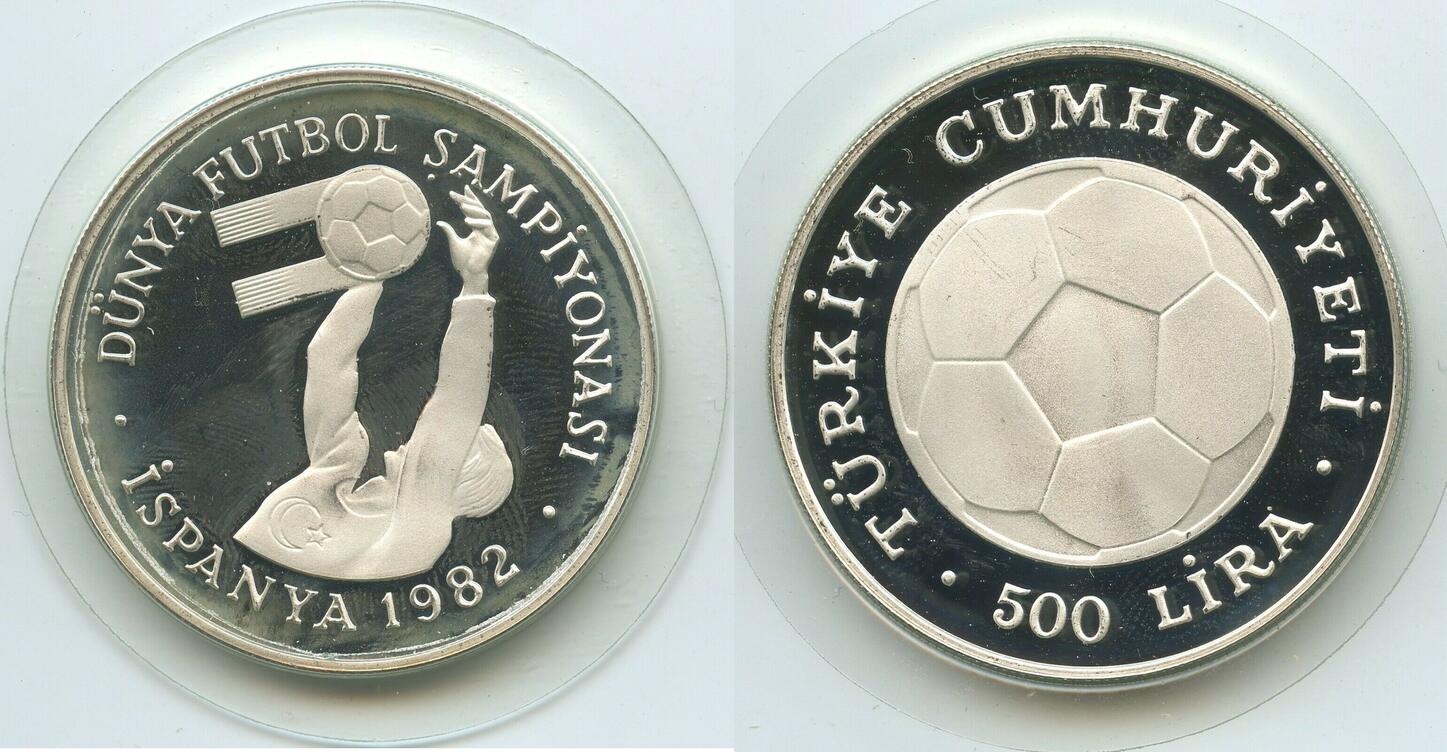 DÜNYA FUTBOL ŞAMPİYONASI
· İSPANYA 1982 ·
TÜRKİYE CUMHURİYETİ
· 500 LİRA ·